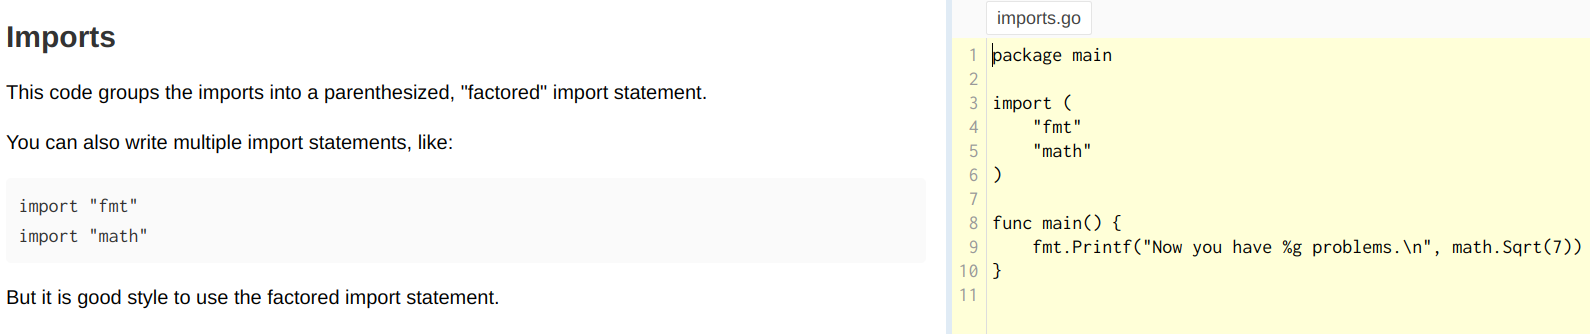 Imports
This code groups the imports into a parenthesized, "factored" import statement.
You can also write multiple import statements, like:
import "fmt"
import "math"
But it is good style to use the factored import statement.
imports.go
1 package main
2
3 import (
4     "fmt"
5     "math"
6 )
7
8 func main() {
9     fmt.Printf("Now you have %g problems.\n", math.Sqrt(7))
10 }
11